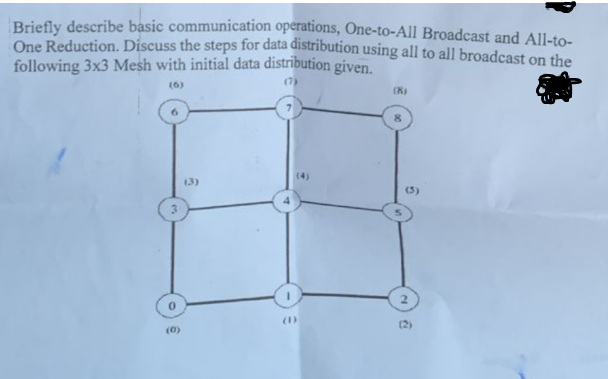 Briefly describe basic communication operations, One-to-All Broadcast and All-to-
One Reduction. Discuss the steps for data distribution using all to all broadcast on the
following 3x3 Mesh with initial data distribution given.
(6) (7) (8)
6 7 8
(3) (4) (5)
3 4 5
0 1 2
(0) (1) (2)